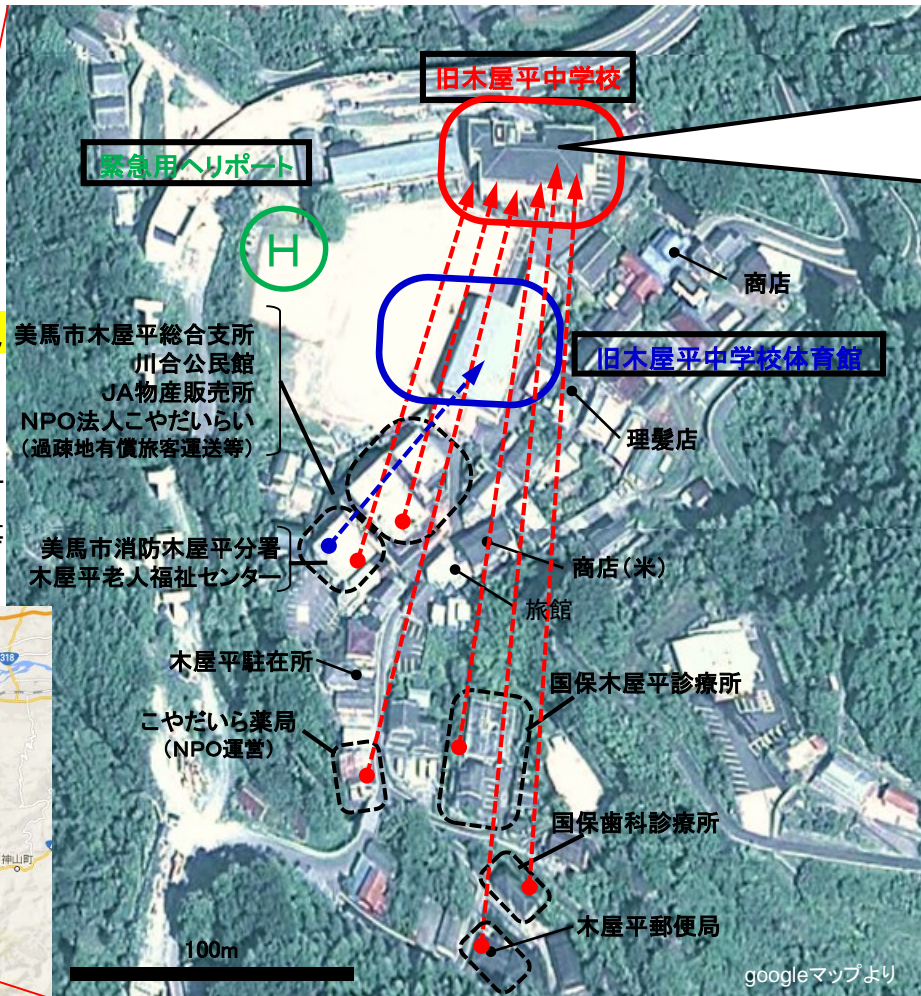 旧木屋平中学校
緊急用ヘリポート
H
商店
美馬市木屋平総合支所
川合公民館
JA物産販売所
NPO法人こやだいらい
(過疎地有償旅客運送等)
旧木屋平中学校体育館
理髪店
美馬市消防木屋平分署
木屋平老人福祉センター
商店(米)
旅館
318
木屋平駐在所
国保木屋平診療所
こやだいら薬局
(NPO運営)
国保歯科診療所
神山町
木屋平郵便局
100m
googleマップより